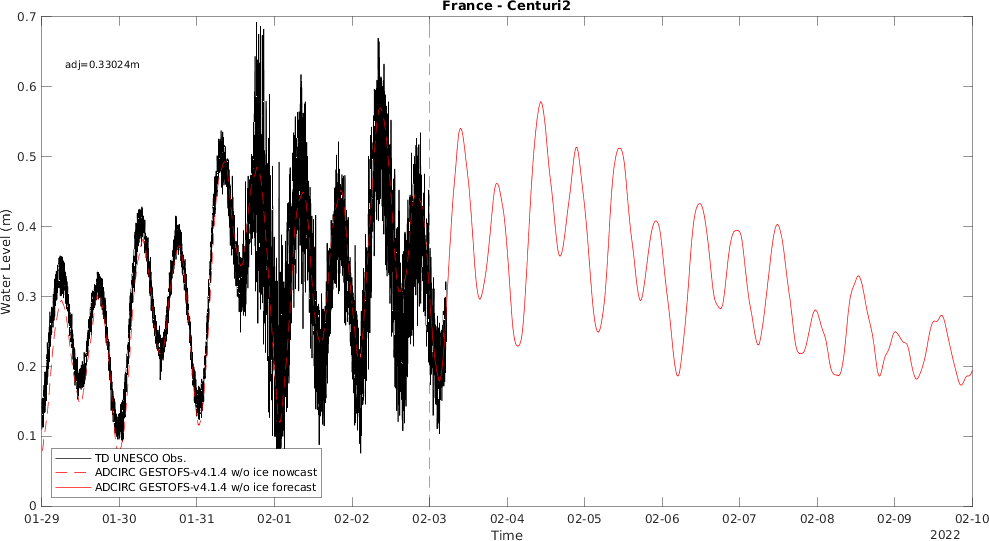 France - Centuri2
adj=0.33024m
Water Level (m)
0.7
0.6
0.5
0.4
0.3
0.2
0.1
0
TD UNESCO Obs.
ADCIRC GESTOFS-v4.1.4 w/o ice nowcast
ADCIRC GESTOFS-v4.1.4 w/o ice forecast
01-29 01-30 01-31 02-01 02-02 02-03 02-04 02-05 02-06 02-07 02-08 02-09 02-10
Time
2022